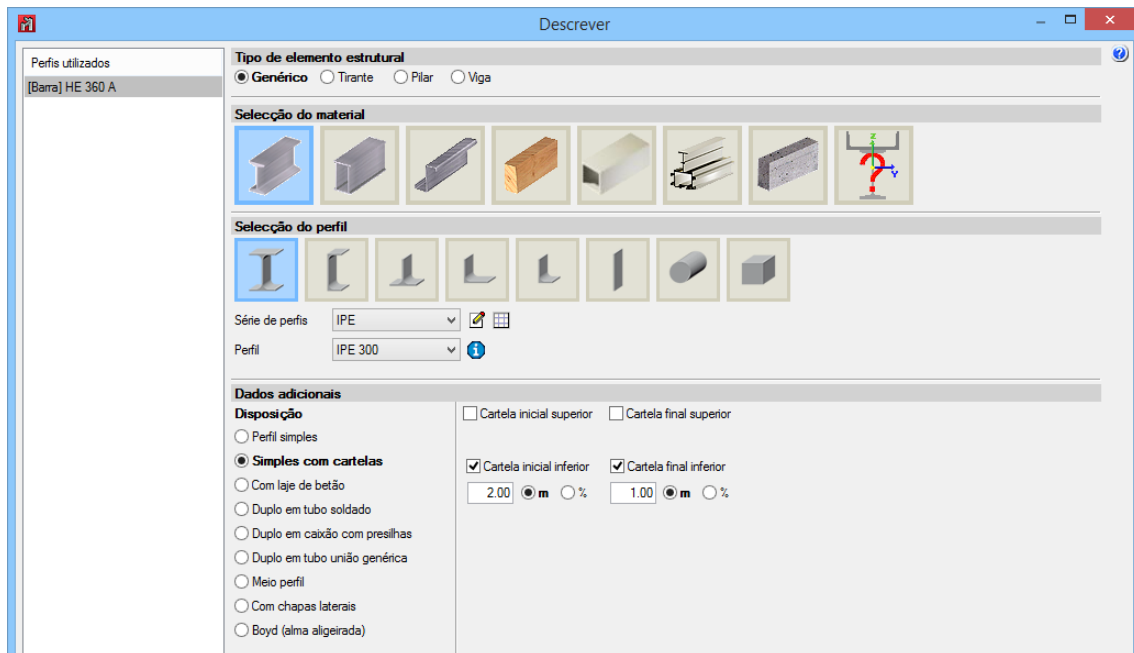 Descrever
Perfis utilizados
[Barra] HE 360 A
Tipo de elemento estrutural
Genérico Tirante Pilar Viga
Selecção do material
Z
Y
Selecção do perfil
Série de perfis IPE
Perfil IPE 300
Dados adicionais
Disposição
Perfil simples
Simples com cartelas
Com laje de betão
Duplo em tubo soldado
Duplo em caixão com presilhas
Duplo em tubo união genérica
Meio perfil
Com chapas laterais
Boyd (alma aligeirada)
Cartela inicial superior Cartela final superior
Cartela inicial inferior Cartela final inferior
2.00 m % 1.00 m %